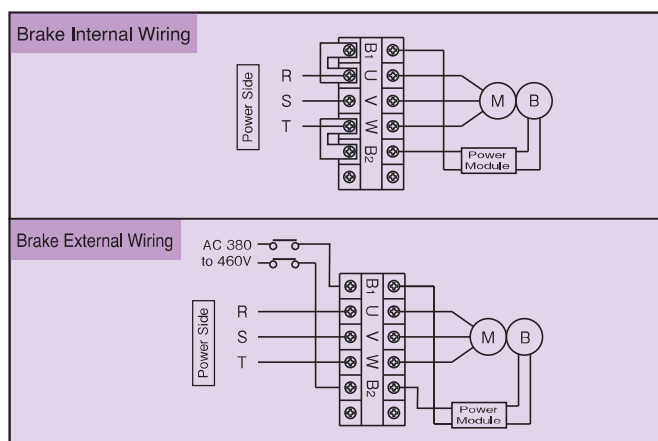 Brake Internal Wiring
Power Side
R
S
T
B1
U
V
W
B2
M
B
Power
Module
Brake External Wiring
AC 380
to 460V
Power Side
R
S
T
B1
U
V
W
B2
M
B
Power
Module